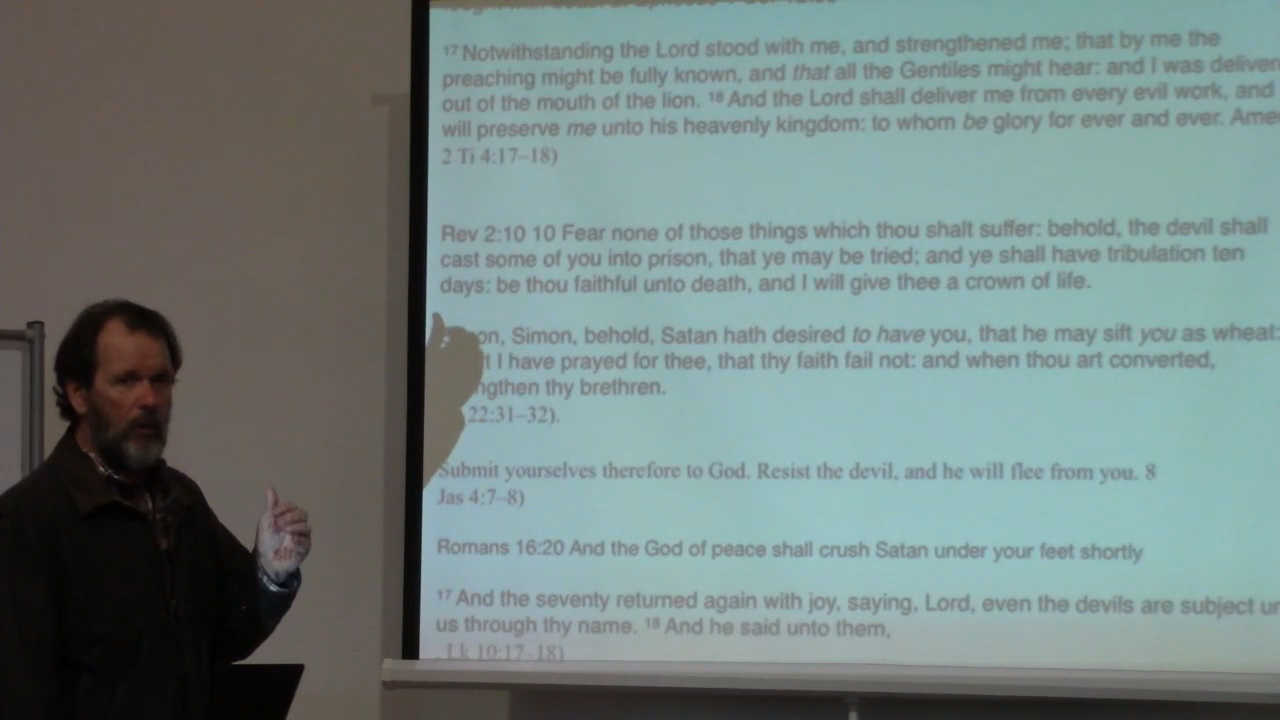 17 Notwithstanding the Lord stood with me, and strengthened me; that by me the
preaching might be fully known, and that all the Gentiles might hear: and I was deliver
out of the mouth of the lion. 18 And the Lord shall deliver me from every evil work, and
will preserve me unto his heavenly kingdom: to whom be glory for ever and ever. Ame
2 Ti 4:17–18)
Rev 2:10 10 Fear none of those things which thou shalt suffer: behold, the devil shall
cast some of you into prison, that ye may be tried; and ye shall have tribulation ten
days: be thou faithful unto death, and I will give thee a crown of life.
on, Simon, behold, Satan hath desired to have you, that he may sift you as wheat:
t I have prayed for thee, that thy faith fail not: and when thou art converted,
ngthen thy brethren.
22:31–32).
Submit yourselves therefore to God. Resist the devil, and he will flee from you. 8
Jas 4:7–8)
Romans 16:20 And the God of peace shall crush Satan under your feet shortly
17 And the seventy returned again with joy, saying, Lord, even the devils are subject un
us through thy name. 18 And he said unto them,
Lk 10:17–18)